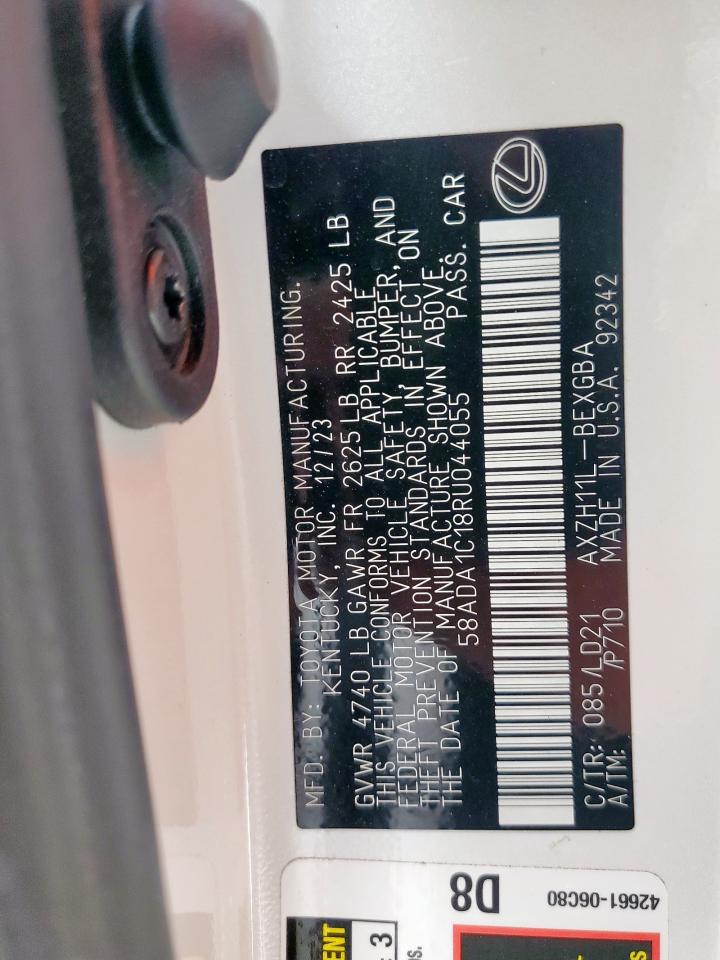 MFD. BY: TOYOTA MOTOR MANUFACTURING.
KENTUCKY, INC. 12/23
GVWR 4740 LB GAWR FR 2625 LB RR 2425 LB
THIS VEHICLE CONFORMS TO ALL APPLICABLE
FEDERAL MOTOR VEHICLE SAFETY, BUMPER, AND
THEFT PREVENTION STANDARDS IN EFFECT ON
THE DATE OF MANUFACTURE SHOWN ABOVE.
58ADA1C18RU044055 PASS. CAR
C/TR: 085/LD21 AXZH11L-BEXGBA
A/TM: /P710 MADE IN U.S.A. 92342
D8
42661-06C80
3